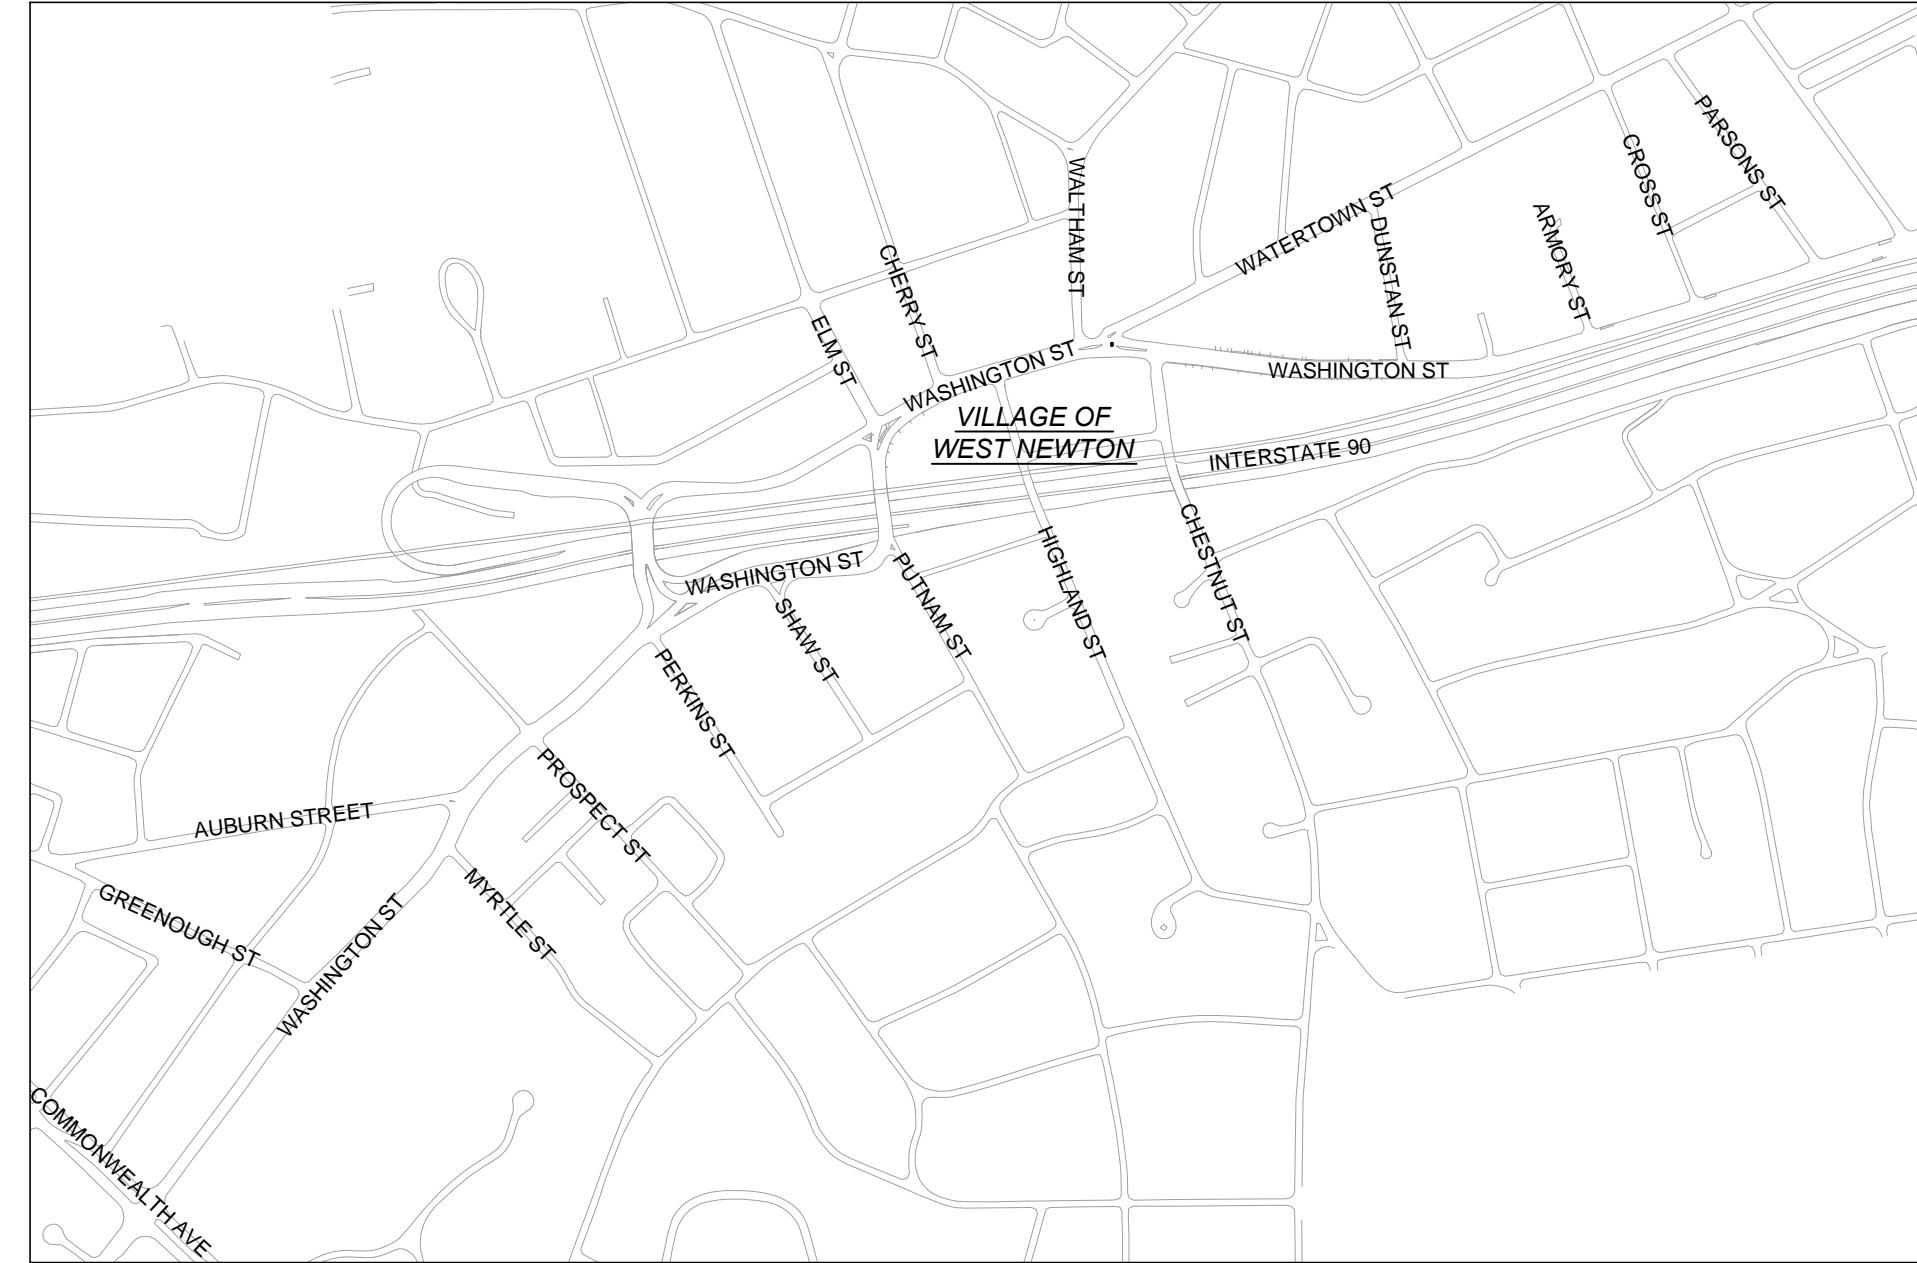 PARSONS ST
CROSS ST
WALTHAM ST
WATERTOWN ST
DUNSTAN ST
ARMORY ST
CHERRY ST
ELM ST
WASHINGTON ST
WASHINGTON ST
VILLAGE OF
WEST NEWTON
INTERSTATE 90
CHESTNUT ST
HIGHLAND ST
WASHINGTON ST
PUTNAM ST
SHAW ST
PERKINS ST
PROSPECT ST
AUBURN STREET
MYRTLE ST
GREENOUGH ST
WASHINGTON ST
COMMONWEALTH AVE